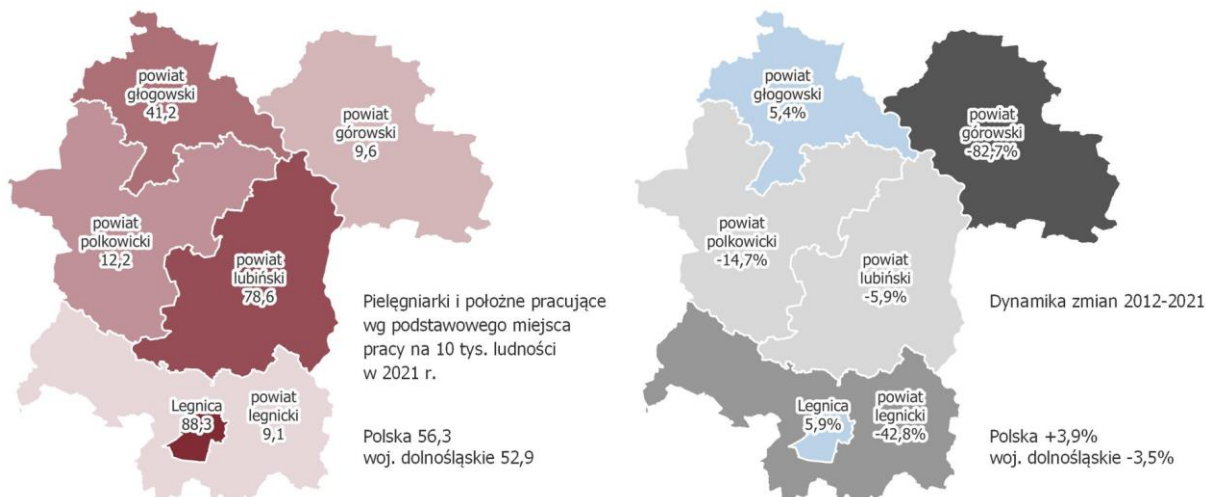 powiat
głogowski
41,2
powiat
górowski
9,6
powiat
polkowicki
12,2
powiat
lubiński
78,6
Pielęgniarki i położne pracujące
wg podstawowego miejsca
pracy na 10 tys. ludności
w 2021 r.
Legnica
88,3
powiat
legnicki
9,1
Polska 56,3
woj. dolnośląskie 52,9
powiat
głogowski
5,4%
powiat
górowski
-82,7%
powiat
polkowicki
-14,7%
powiat
lubiński
-5,9%
Dynamika zmian 2012-2021
Legnica
5,9%
powiat
legnicki
-42,8%
Polska +3,9%
woj. dolnośląskie -3,5%